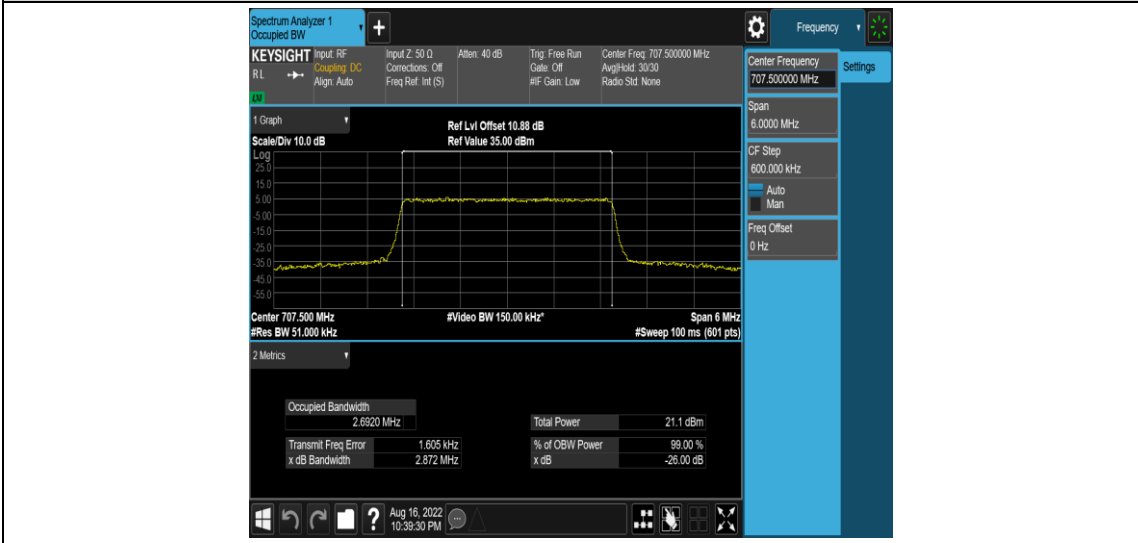 Spectrum Analyzer 1
Occupied BW
+
Frequency
KEYSIGHT
R L
LXI
Input: RF
Coupling: DC
Align: Auto
Input Z: 50 Ω
Corrections: Off
Freq Ref: Int (S)
Atten: 40 dB
Trig: Free Run
Gate: Off
#IF Gain: Low
Center Freq: 707.500000 MHz
Avg|Hold: 30/30
Radio Std: None
Center Frequency
707.500000 MHz
Settings
Span
6.0000 MHz
CF Step
600.000 kHz
Auto
Man
Freq Offset
0 Hz
1 Graph
Scale/Div 10.0 dB
Ref Lvl Offset 10.88 dB
Ref Value 35.00 dBm
Log
25.0
15.0
5.00
-5.00
-15.0
-25.0
-35.0
-45.0
-55.0
Center 707.500 MHz
#Video BW 150.00 kHz*
Span 6 MHz
#Res BW 51.000 kHz
#Sweep 100 ms (601 pts)
2 Metrics
Occupied Bandwidth
2.6920 MHz
Total Power 21.1 dBm
Transmit Freq Error 1.605 kHz
% of OBW Power 99.00 %
x dB Bandwidth 2.872 MHz
x dB -26.00 dB
?
Aug 16, 2022
10:39:30 PM